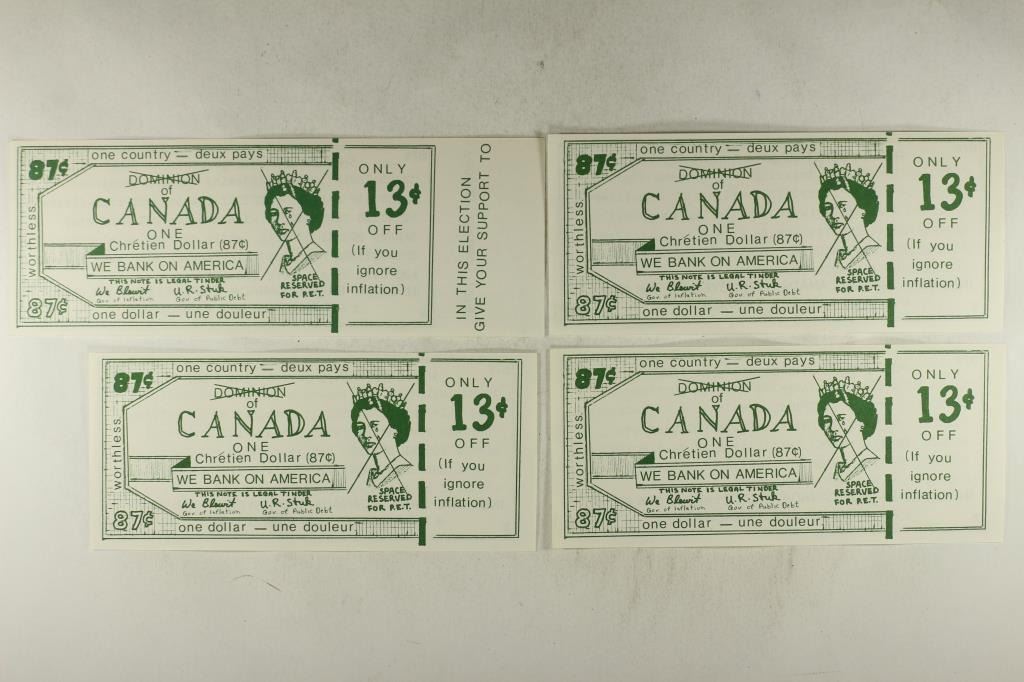 87¢
one country — deux pays
DOMINION
of
CANADA
ONE
Chrétien Dollar (87¢)
WE BANK ON AMERICA
THIS NOTE IS LEGAL TINDER
We Blewit U.R. Stuk
Gov. of Inflation Gov. of Public Debt
worthless
87¢
one dollar — une douleur
SPACE
RESERVED
FOR P.E.T.
ONLY
13¢
OFF
(If you
ignore
inflation)
IN THIS ELECTION
GIVE YOUR SUPPORT TO
87¢
one country — deux pays
DOMINION
of
CANADA
ONE
Chrétien Dollar (87¢)
WE BANK ON AMERICA
THIS NOTE IS LEGAL TINDER
We Blewit U.R. Stuk
Gov. of Inflation Gov. of Public Debt
worthless
87¢
one dollar — une douleur
SPACE
RESERVED
FOR P.E.T.
ONLY
13¢
OFF
(If you
ignore
inflation)
87¢
one country — deux pays
DOMINION
of
CANADA
ONE
Chrétien Dollar (87¢)
WE BANK ON AMERICA
THIS NOTE IS LEGAL TINDER
We Blewit U.R. Stuk
Gov. of Inflation Gov. of Public Debt
worthless
87¢
one dollar — une douleur
SPACE
RESERVED
FOR P.E.T.
ONLY
13¢
OFF
(If you
ignore
inflation)
87¢
one country — deux pays
DOMINION
of
CANADA
ONE
Chrétien Dollar (87¢)
WE BANK ON AMERICA
THIS NOTE IS LEGAL TINDER
We Blewit U.R. Stuk
Gov. of Inflation Gov. of Public Debt
worthless
87¢
one dollar — une douleur
SPACE
RESERVED
FOR P.E.T.
ONLY
13¢
OFF
(If you
ignore
inflation)